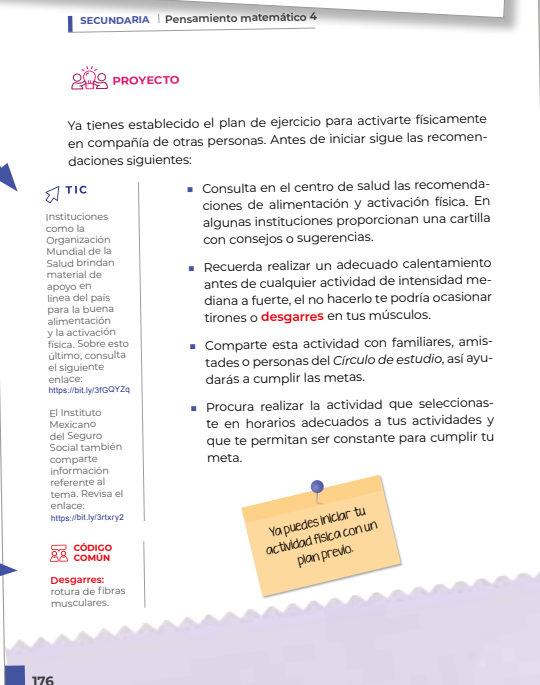 SECUNDARIA | Pensamiento matemático 4
PROYECTO
Ya tienes establecido el plan de ejercicio para activarte físicamente
en compañía de otras personas. Antes de iniciar sigue las recomen-
daciones siguientes:
TIC
Instituciones
como la
Organización
Mundial de la
Salud brindan
material de
apoyo en
línea del país
para la buena
alimentación
y la activación
física. Sobre esto
último, consulta
el siguiente
enlace:
https://bit.ly/3fGQYZq
El Instituto
Mexicano
del Seguro
Social también
comparte
información
referente al
tema. Revisa el
enlace:
https://bit.ly/3rtxry2
CÓDIGO
COMÚN
Desgarres:
rotura de fibras
musculares.
Consulta en el centro de salud las recomenda-
ciones de alimentación y activación física. En
algunas instituciones proporcionan una cartilla
con consejos o sugerencias.
Recuerda realizar un adecuado calentamiento
antes de cualquier actividad de intensidad me-
diana a fuerte, el no hacerlo te podría ocasionar
tirones o desgarres en tus músculos.
Comparte esta actividad con familiares, amis-
tades o personas del Círculo de estudio, así ayu-
darás a cumplir las metas.
Procura realizar la actividad que seleccionas-
te en horarios adecuados a tus actividades y
que te permitan ser constante para cumplir tu
meta.
Ya puedes iniciar tu
actividad física con un
plan previo.
176